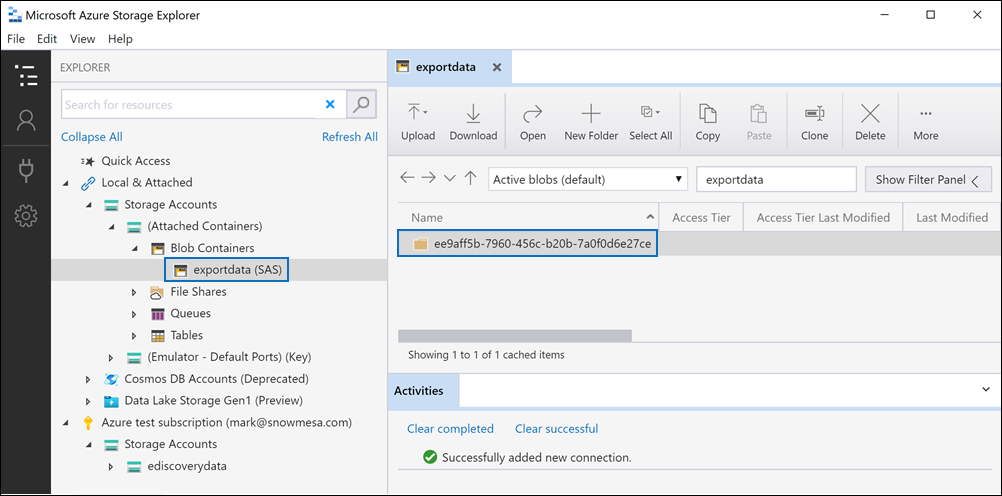 Microsoft Azure Storage Explorer
File Edit View Help
EXPLORER
Search for resources
Collapse All Refresh All
Quick Access
Local & Attached
Storage Accounts
(Attached Containers)
Blob Containers
exportdata (SAS)
File Shares
Queues
Tables
(Emulator - Default Ports) (Key)
Cosmos DB Accounts (Deprecated)
Data Lake Storage Gen1 (Preview)
Azure test subscription (mark@snowmesa.com)
Storage Accounts
ediscoverydata
exportdata
Upload Download Open New Folder Select All Copy Paste Clone Delete More
Active blobs (default) exportdata Show Filter Panel
Name Access Tier Access Tier Last Modified Last Modified
ee9aff5b-7960-456c-b20b-7a0f0d6e27ce
Showing 1 to 1 of 1 cached items
Activities
Clear completed Clear successful
Successfully added new connection.